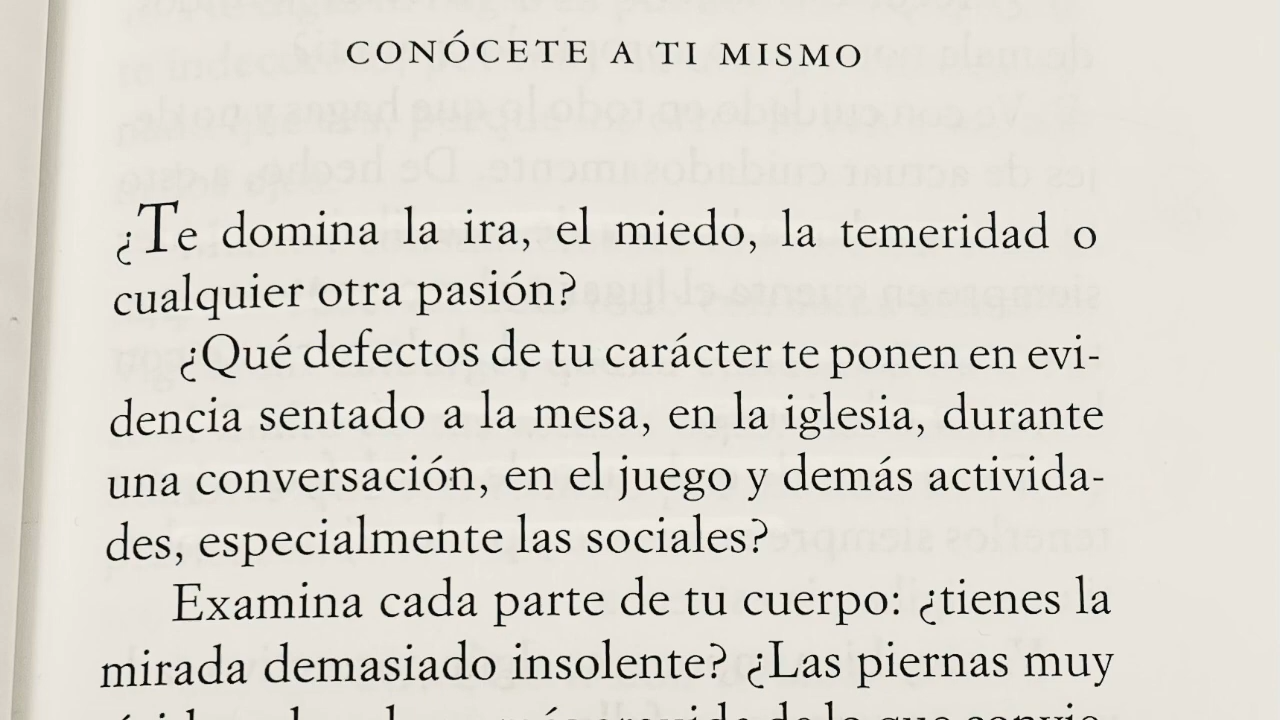 CONÓCETE A TI MISMO
¿Te domina la ira, el miedo, la temeridad o
cualquier otra pasión?
¿Qué defectos de tu carácter te ponen en evi-
dencia sentado a la mesa, en la iglesia, durante
una conversación, en el juego y demás activida-
des, especialmente las sociales?
Examina cada parte de tu cuerpo: ¿tienes la
mirada demasiado insolente? ¿Las piernas muy